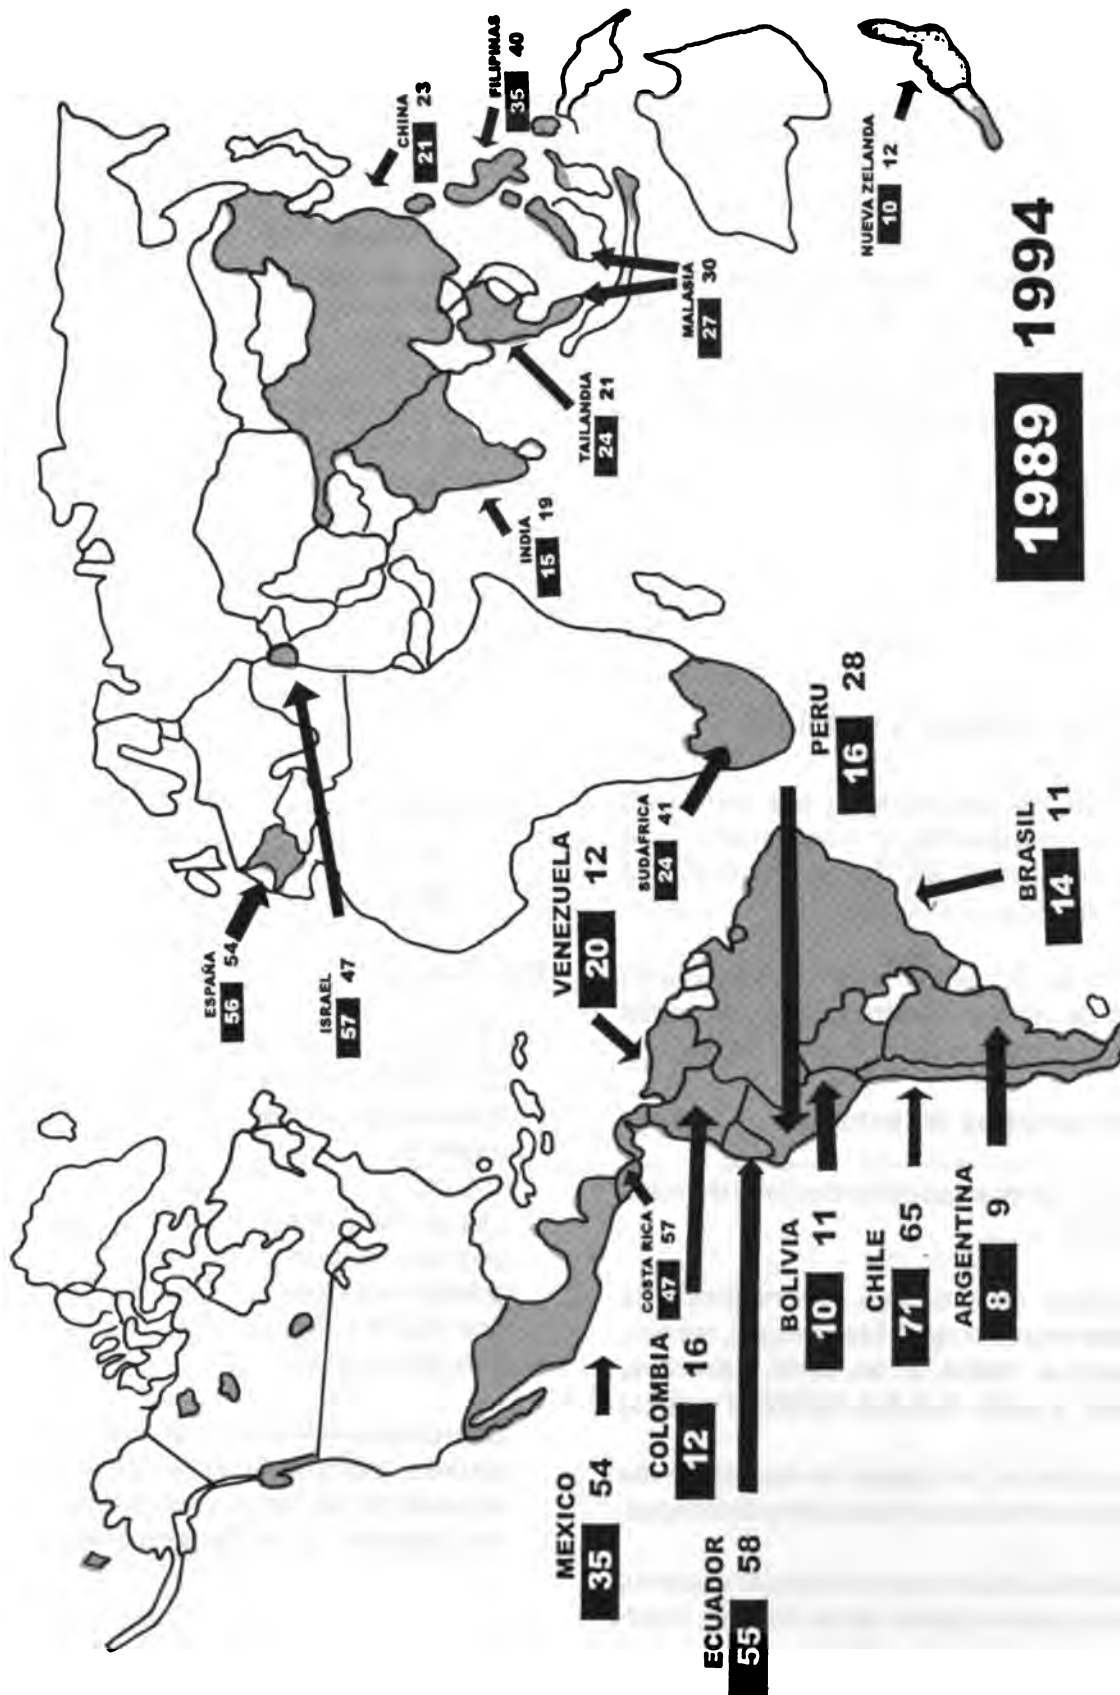 ESPAÑA
56 54
ISRAEL
57 47
CHINA
21 23
FILIPINAS
35 40
INDIA
15 19
TAILANDIA
24 21
MALASIA
27 30
NUEVA ZELANDA
10 12
MEXICO
35 54
COSTA RICA
47 57
VENEZUELA
20 12
SUDÁFRICA
24 41
COLOMBIA
12 16
ECUADOR
55 58
PERU
16 28
BOLIVIA
10 11
CHILE
71 65
BRASIL
14 11
ARGENTINA
8 9
1989 1994